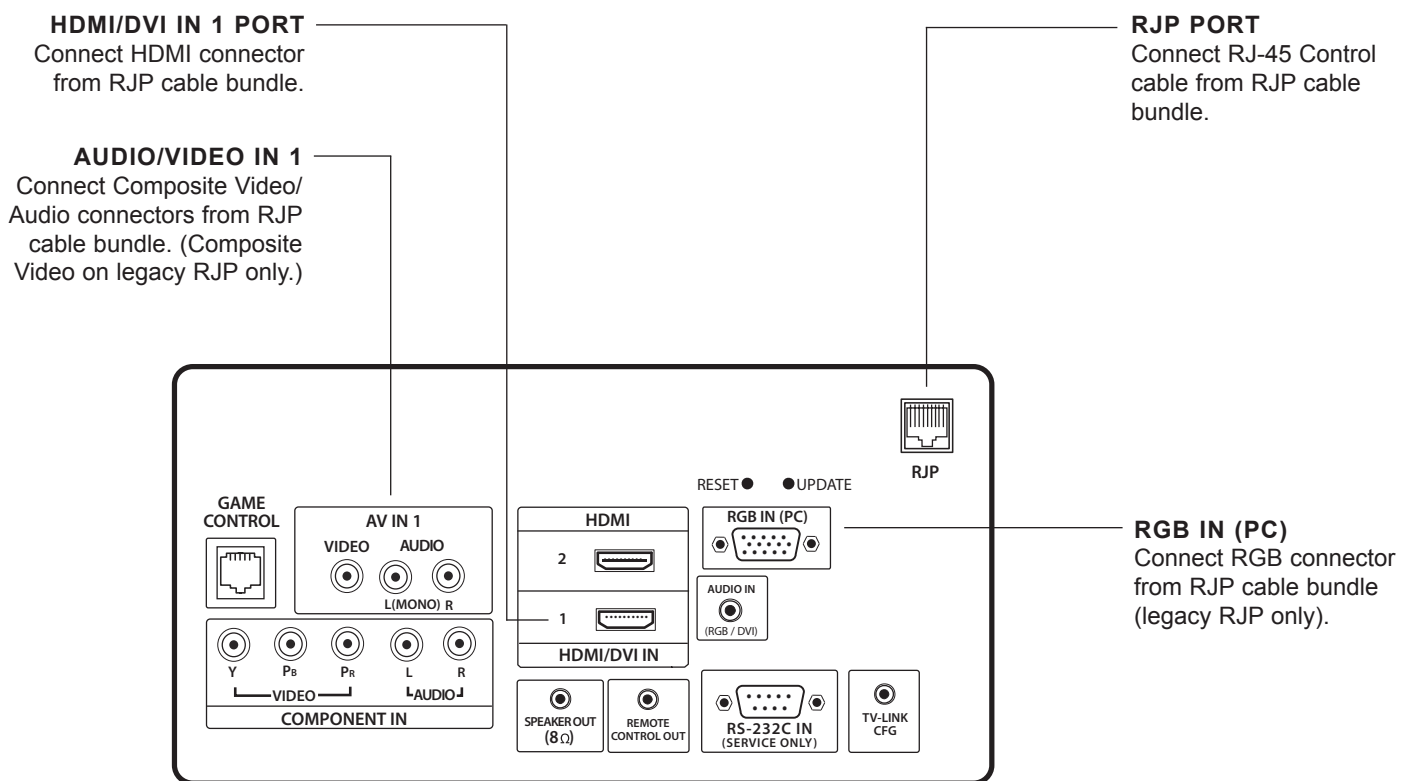 HDMI/DVI IN 1 PORT
Connect HDMI connector
from RJP cable bundle.
AUDIO/VIDEO IN 1
Connect Composite Video/
Audio connectors from RJP
cable bundle. (Composite
Video on legacy RJP only.)
RJP PORT
Connect RJ-45 Control
cable from RJP cable
bundle.
RGB IN (PC)
Connect RGB connector
from RJP cable bundle
(legacy RJP only).
RJP
RESET
UPDATE
GAME
CONTROL
AV IN 1
VIDEO
AUDIO
L(MONO) R
HDMI
2
1
HDMI/DVI IN
RGB IN (PC)
AUDIO IN
(RGB / DVI)
Y
PB
PR
L
R
VIDEO
AUDIO
COMPONENT IN
SPEAKER OUT
(8Ω)
REMOTE
CONTROL OUT
RS-232C IN
(SERVICE ONLY)
TV-LINK
CFG